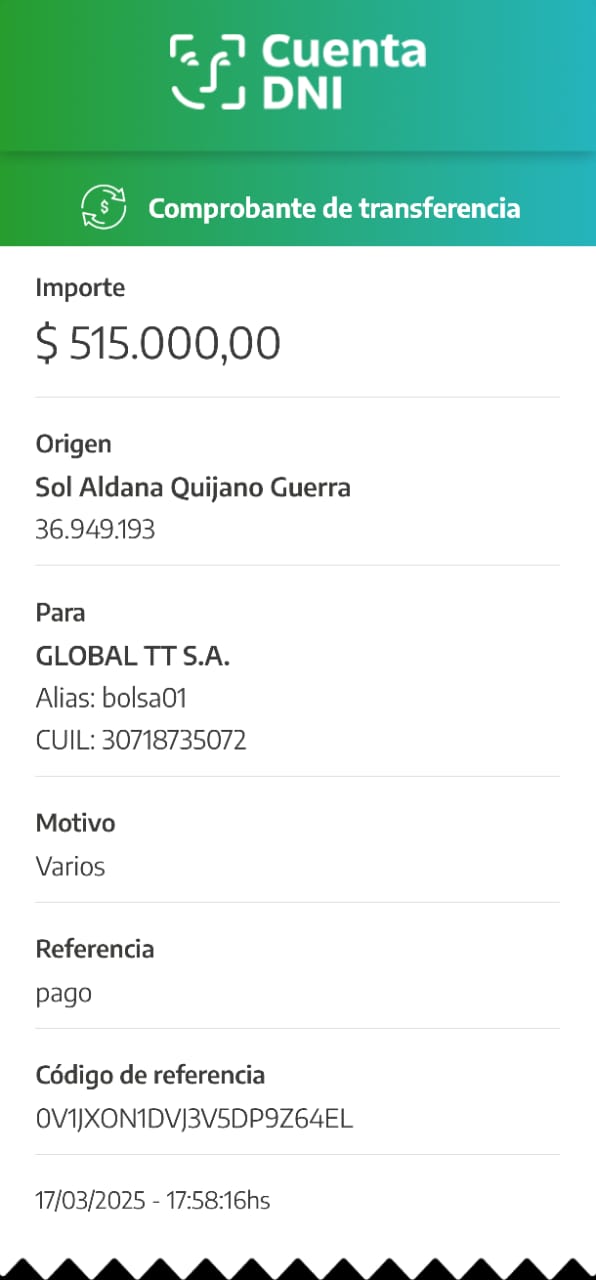 Cuenta
DNI
Comprobante de transferencia
Importe
$ 515.000,00
Origen
Sol Aldana Quijano Guerra
36.949.193
Para
GLOBAL TT S.A.
Alias: bolsa01
CUIL: 30718735072
Motivo
Varios
Referencia
pago
Código de referencia
0V1JXON1DVJ3V5DP9Z64EL
17/03/2025 - 17:58:16hs